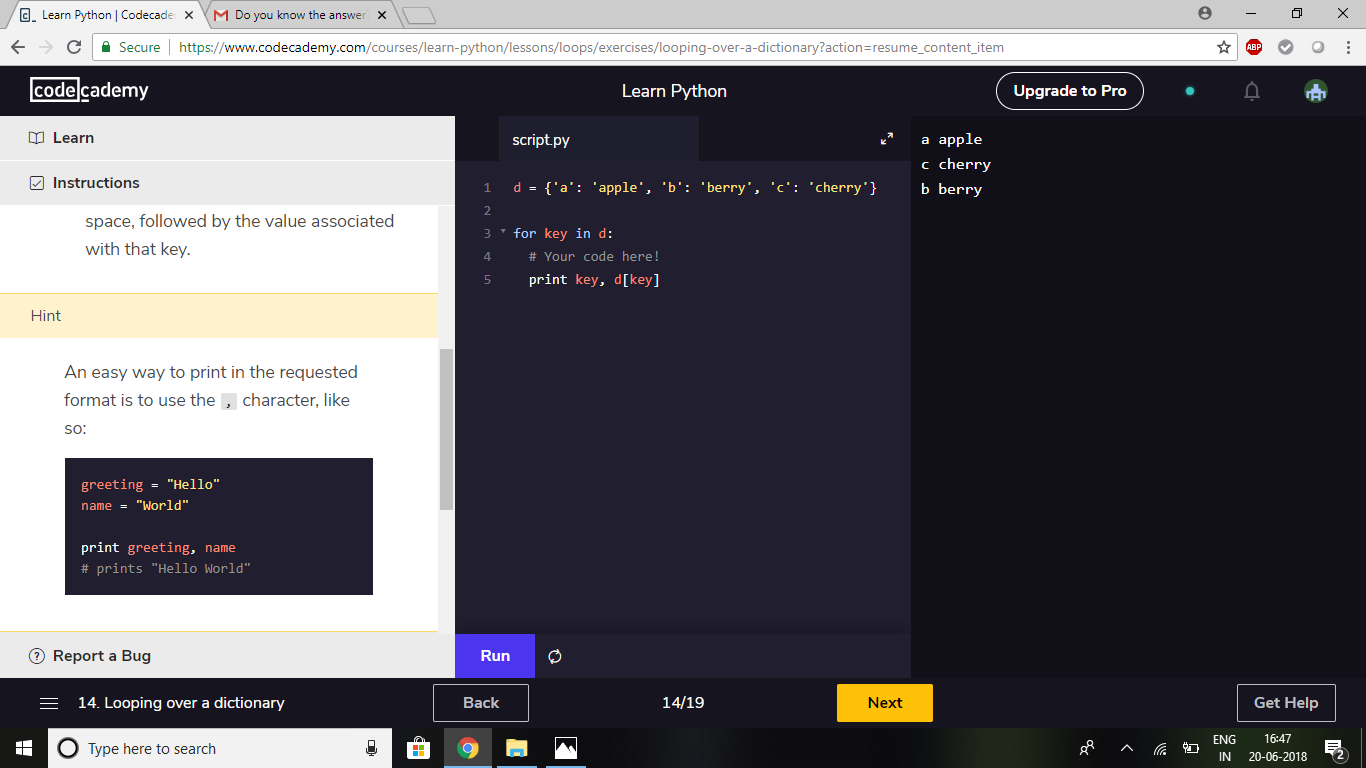 Learn Python | Codecade
Do you know the answer
Secure
https://www.codecademy.com/courses/learn-python/lessons/loops/exercises/looping-over-a-dictionary?action=resume_content_item
ABP
codecademy
Learn Python
Upgrade to Pro
Learn
Instructions
space, followed by the value associated
with that key.
Hint
An easy way to print in the requested
format is to use the , character, like
so:
greeting = "Hello"
name = "World"
print greeting, name
# prints "Hello World"
Report a Bug
script.py
1 d = {'a': 'apple', 'b': 'berry', 'c': 'cherry'}
2
3 for key in d:
4 # Your code here!
5 print key, d[key]
Run
a apple
c cherry
b berry
14. Looping over a dictionary
Back
14/19
Next
Get Help
Type here to search
ENG
IN
16:47
20-06-2018
2